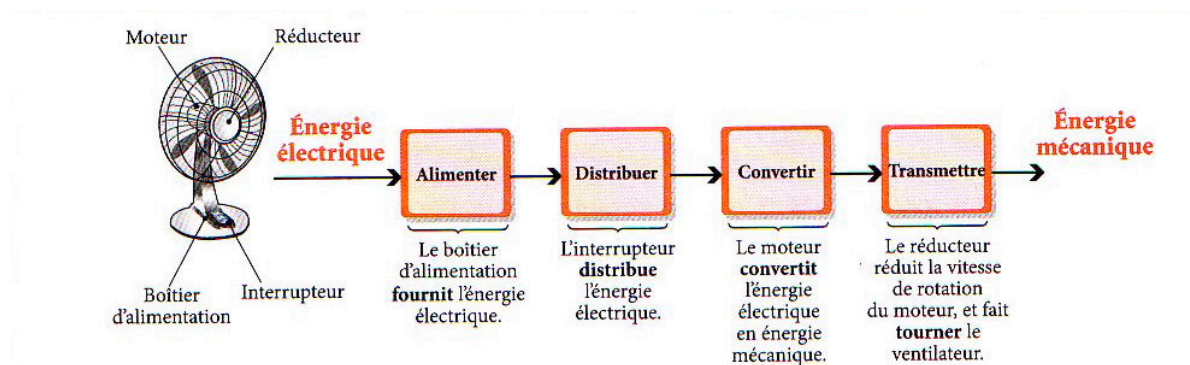 Moteur
Réducteur
Boîtier
d'alimentation
Interrupteur
Énergie
électrique
Alimenter
Distribuer
Convertir
Transmettre
Énergie
mécanique
Le boîtier
d'alimentation
fournit l'énergie
électrique.
L'interrupteur
distribue
l'énergie
électrique.
Le moteur
convertit
l'énergie
électrique
en énergie
mécanique.
Le réducteur
réduit la vitesse
de rotation
du moteur, et fait
tourner le
ventilateur.